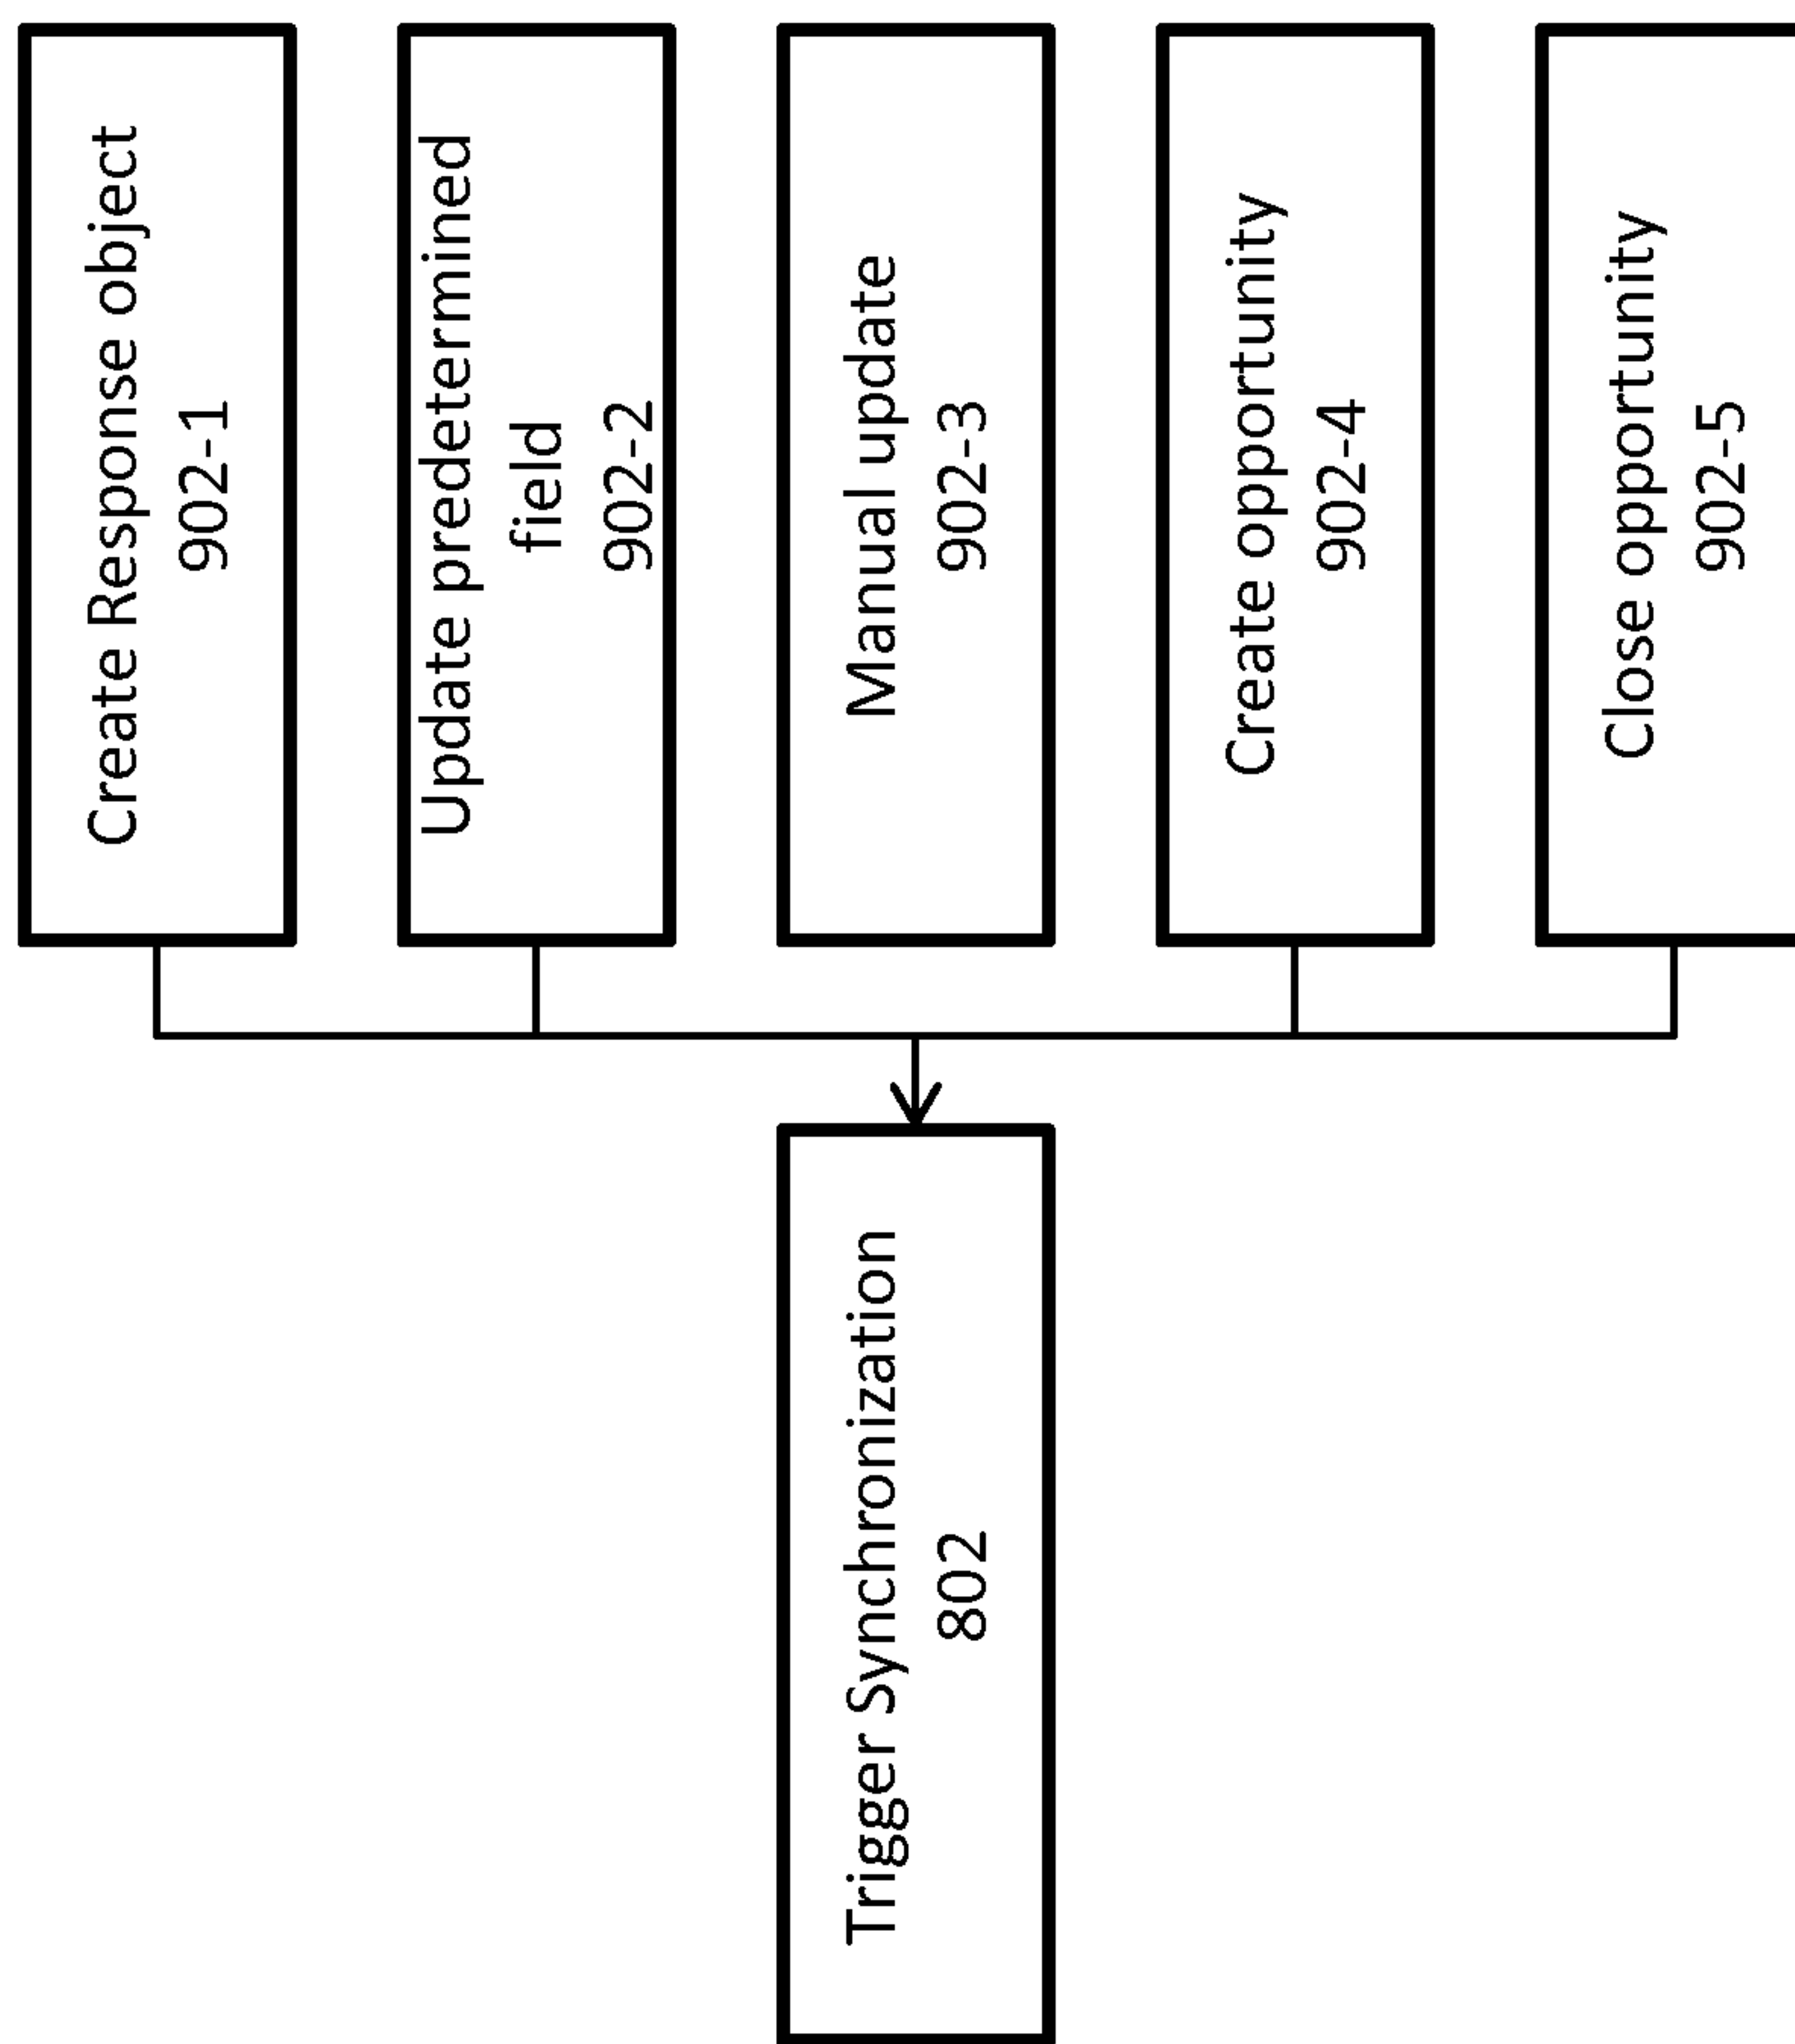 Create Response object
902-1
Update predetermined
field
902-2
Manual update
902-3
Create opportunity
902-4
Close opportunity
902-5
Trigger Synchronization
802